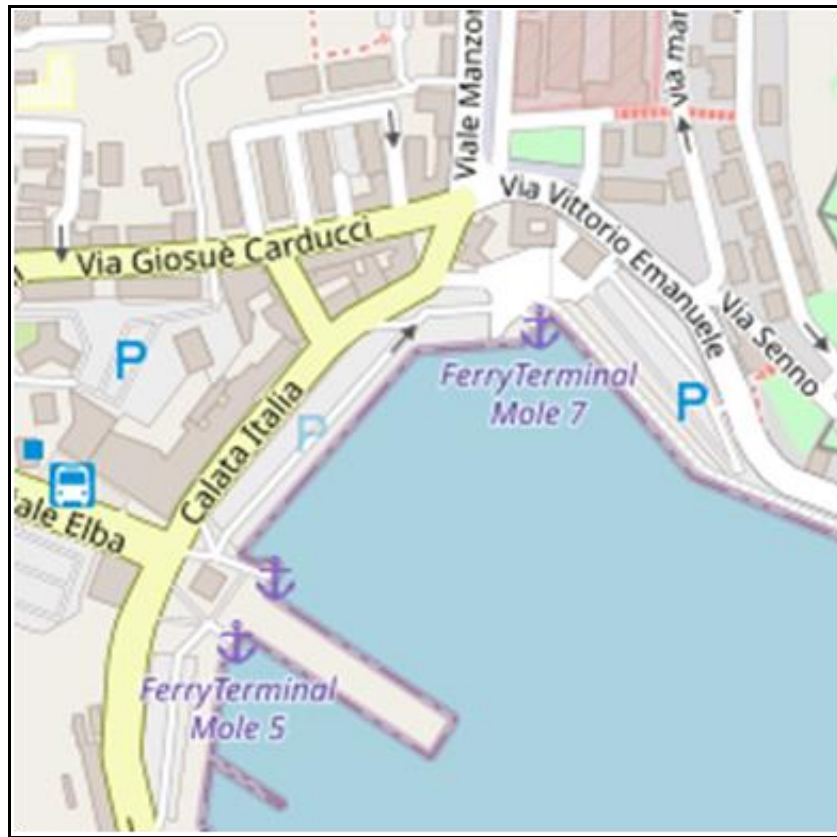 Viale Manzon
via mar
Via Vittorio Emanuele
Via Giosuè Carducci
Via Senno
P
FerryTerminal
Mole 7
P
Calata Italia
P
ale Elba
FerryTerminal
Mole 5